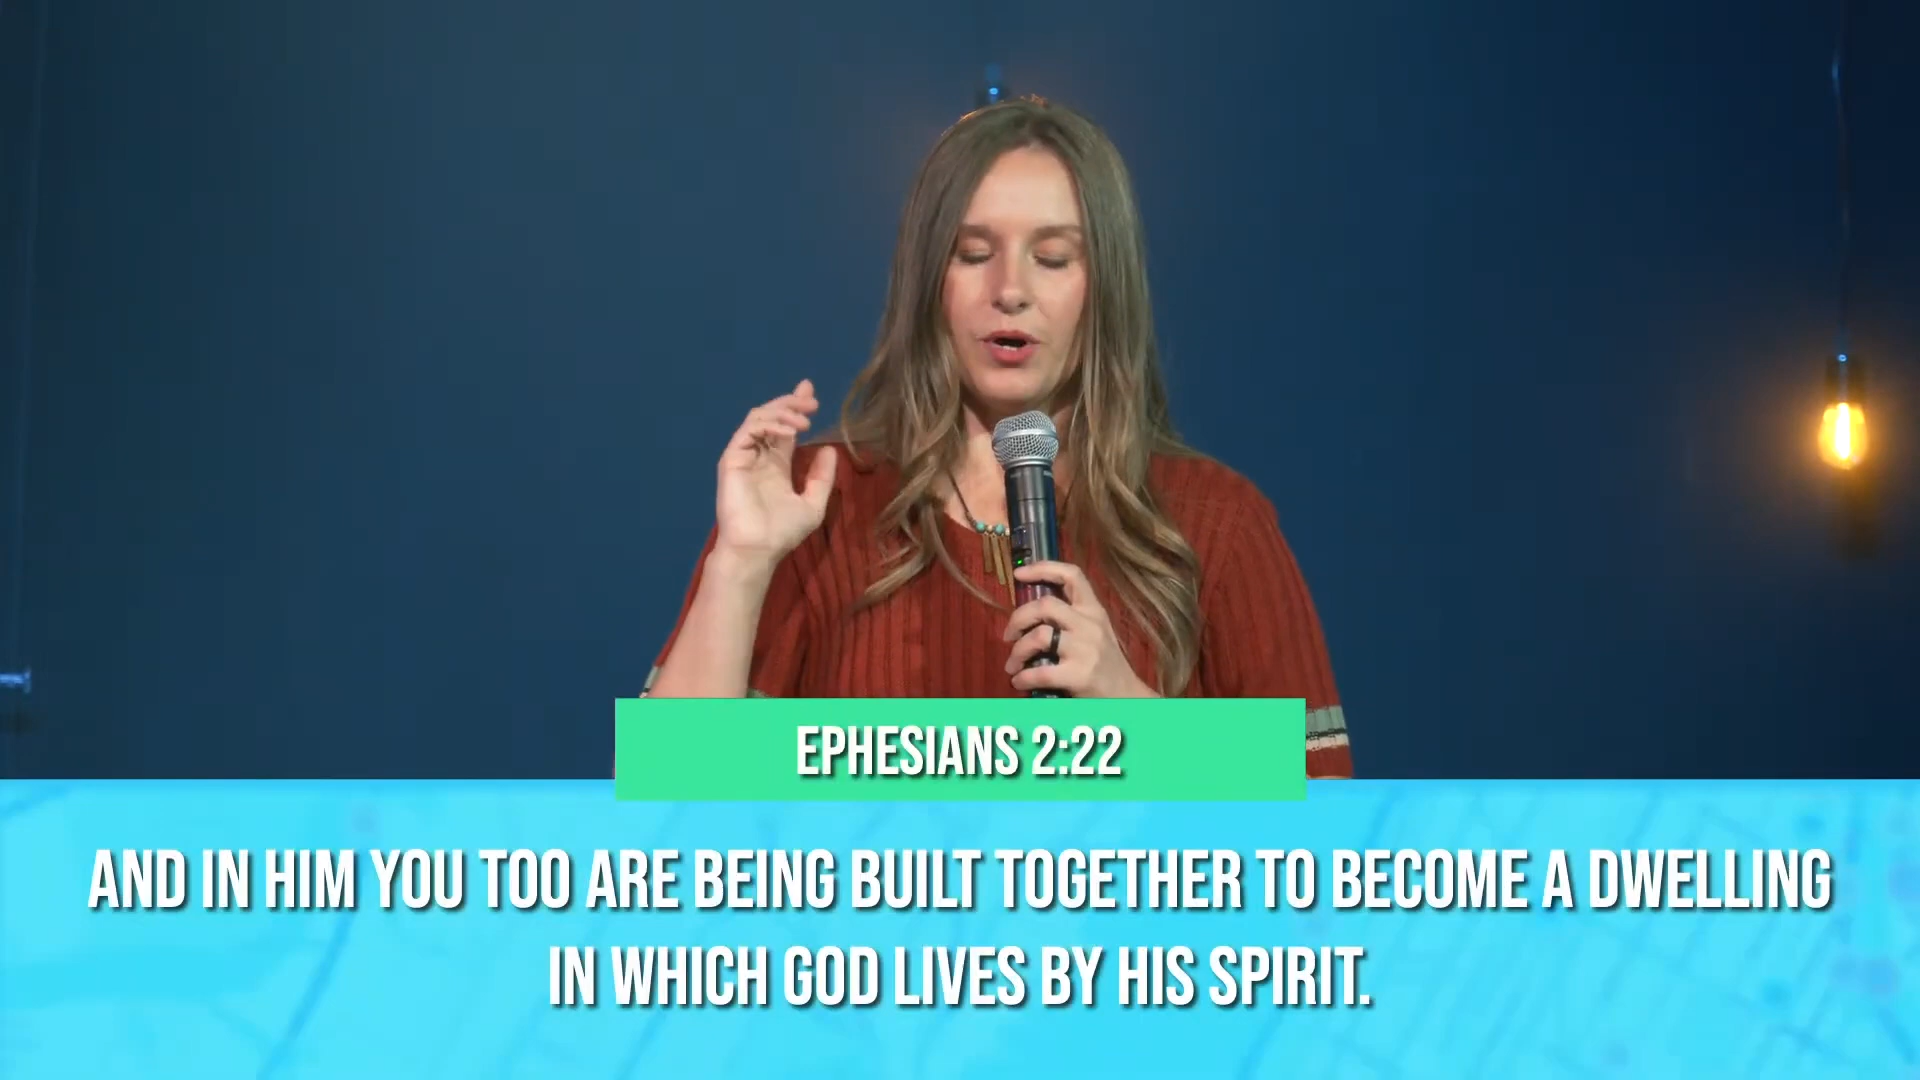 EPHESIANS 2:22
AND IN HIM YOU TOO ARE BEING BUILT TOGETHER TO BECOME A DWELLING
IN WHICH GOD LIVES BY HIS SPIRIT.